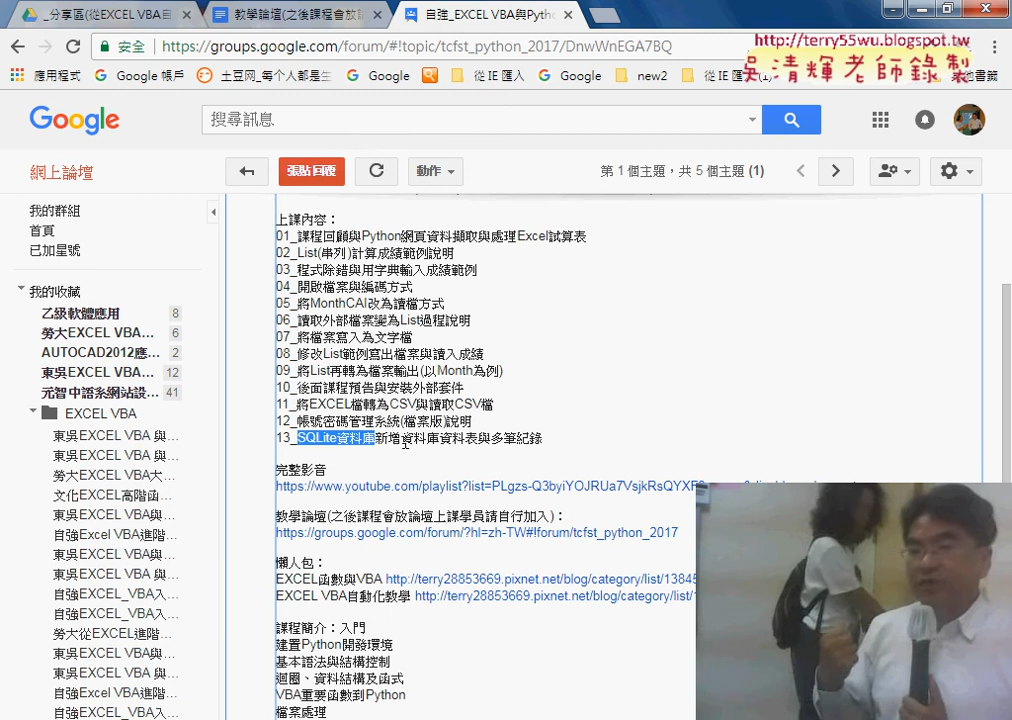 _分享區(從EXCEL VBA自
教學論壇(之後課程會放論
自強_EXCEL VBA與Pyth
安全 https://groups.google.com/forum/#!topic/tcfst_python_2017/DnwWnEGA7BQ
http://terry55wu.blogspot.tw
吳清輝老師錄製
應用程式 Google 帳戶 土豆网_每个人都是生 Google 從 IE 匯入 Google new2 從 IE 匯入 (1) 他書籤
Google 搜尋訊息
網上論壇 張貼回覆 動作 第 1 個主題，共 5 個主題 (1)
我的群組
首頁
已加星號
我的收藏
乙級軟體應用 8
勞大EXCEL VBA... 6
AUTOCAD2012應... 2
東吳EXCEL VBA... 12
元智中語系網站設... 41
EXCEL VBA
東吳EXCEL VBA 與...
自強EXCEL VBA與...
東吳EXCEL VBA大...
文化EXCEL高階函...
東吳EXCEL VBA與...
自強Excel VBA進階...
東吳EXCEL VBA與...
東吳EXCEL VBA 與...
自強EXCEL_VBA入...
自強EXCEL_VBA入...
勞大從EXCEL進階...
東吳EXCEL VBA與...
東吳EXCEL VBA 與...
自強Excel VBA進階...
自強EXCEL_VBA入...
上課內容：
01_課程回顧與Python網頁資料擷取與處理Excel試算表
02_List(串列)計算成績範例說明
03_程式除錯與用字典輸入成績範例
04_開啟檔案與編碼方式
05_將MonthCAI改為讀檔方式
06_讀取外部檔案變為List過程說明
07_將檔案寫入為文字檔
08_修改List範例寫出檔案與讀入成績
09_將List再轉為檔案輸出(以Month為例)
10_後面課程預告與安裝外部套件
11_將EXCEL檔轉為CSV與讀取CSV檔
12_帳號密碼管理系統(檔案版)說明
13_SQLite資料庫新增資料庫資料表與多筆紀錄
完整影音
https://www.youtube.com/playlist?list=PLgzs-Q3byiYOJRUa7VsjkRsQYXF
教學論壇(之後課程會放論壇上課學員請自行加入)：
https://groups.google.com/forum/?hl=zh-TW#!forum/tcfst_python_2017
懶人包：
EXCEL函數與VBA http://terry28853669.pixnet.net/blog/category/list/13845
EXCEL VBA自動化教學 http://terry28853669.pixnet.net/blog/category/list/
課程簡介：入門
建置Python開發環境
基本語法與結構控制
迴圈、資料結構及函式
VBA重要函數到Python
檔案處理